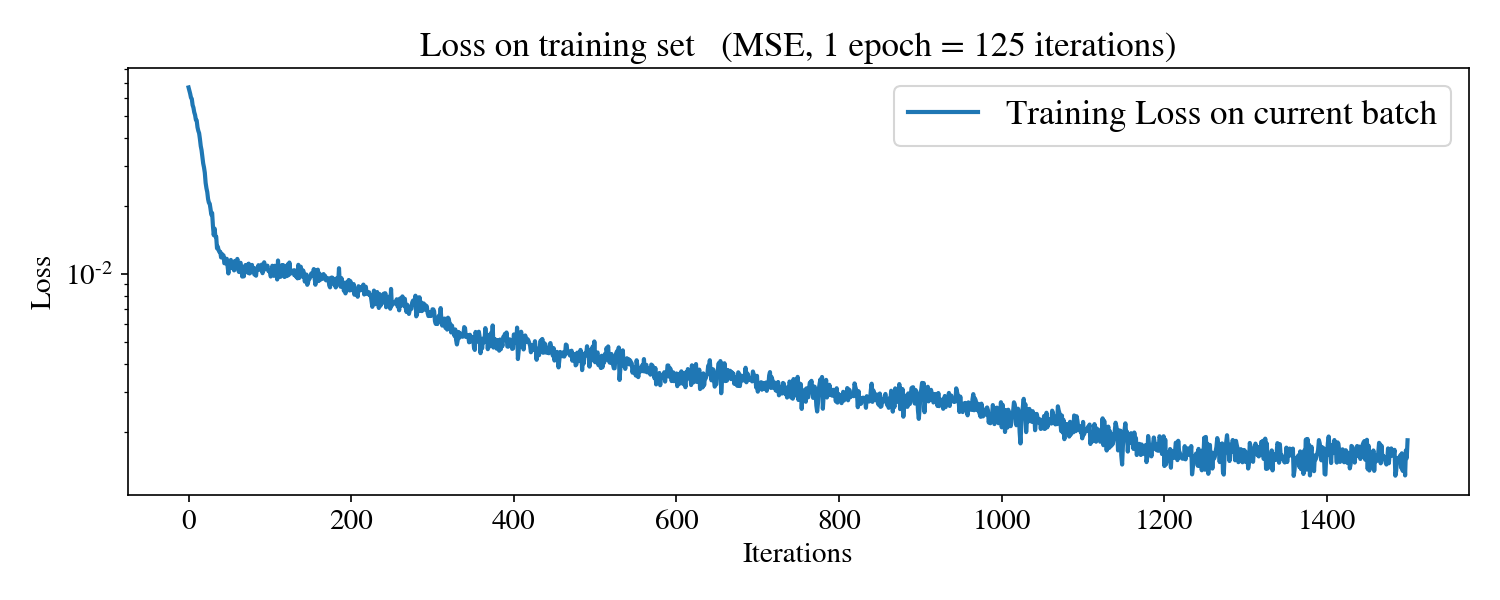 Loss on training set (MSE, 1 epoch = 125 iterations)
Training Loss on current batch
Loss
10⁻²
0 200 400 600 800 1000 1200 1400
Iterations